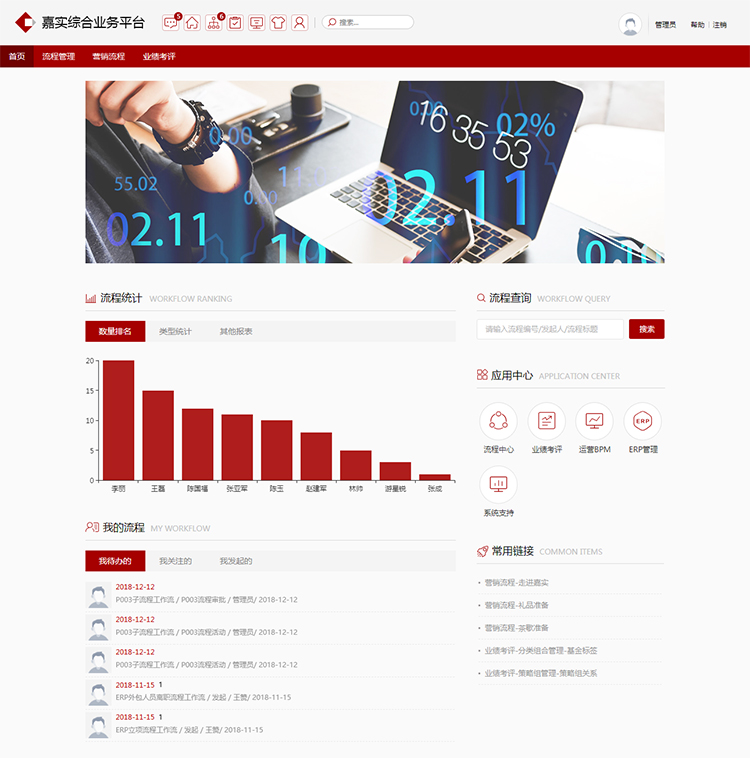 嘉实综合业务平台
5
6
搜索...
管理员
帮助 | 注销
首页 流程管理 营销流程 业绩考评
0.00
16 35 53
02%
55.02
02.11
02.11
10
流程统计 WORKFLOW RANKING
数量排名 类型统计 其他报表
20
15
10
5
0
李丽 王磊 陈国福 张亚军 陈玉 赵建军 林帅 游星锐 张成
我的流程 MY WORKFLOW
我待办的 我关注的 我发起的
2018-12-12
P003子流程工作流 / P003流程审批 / 管理员/ 2018-12-12
2018-12-12
P003子流程工作流 / P003流程活动 / 管理员/ 2018-12-12
2018-12-12
P003子流程工作流 / P003流程活动 / 管理员/ 2018-12-12
2018-11-15 1
ERP外包人员离职流程工作流 / 发起 / 王赞/ 2018-11-15
2018-11-15 1
ERP立项流程工作流 / 发起 / 王赞/ 2018-11-15
流程查询 WORKFLOW QUERY
请输入流程编号/发起人/流程标题
搜索
应用中心 APPLICATION CENTER
ERP
流程中心 业绩考评 运营BPM ERP管理
系统支持
常用链接 COMMON ITEMS
营销流程-走进嘉实
营销流程-礼品准备
营销流程-茶歇准备
业绩考评-分类组合管理-基金标签
业绩考评-策略组管理-策略组关系